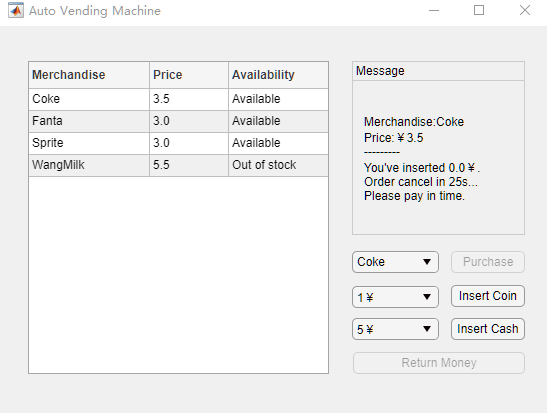 Auto Vending Machine
Merchandise Price Availability
Coke 3.5 Available
Fanta 3.0 Available
Sprite 3.0 Available
WangMilk 5.5 Out of stock
Message
Merchandise:Coke
Price: ¥ 3.5
---------
You've inserted 0.0 ¥ .
Order cancel in 25s...
Please pay in time.
Coke Purchase
1 ¥ Insert Coin
5 ¥ Insert Cash
Return Money